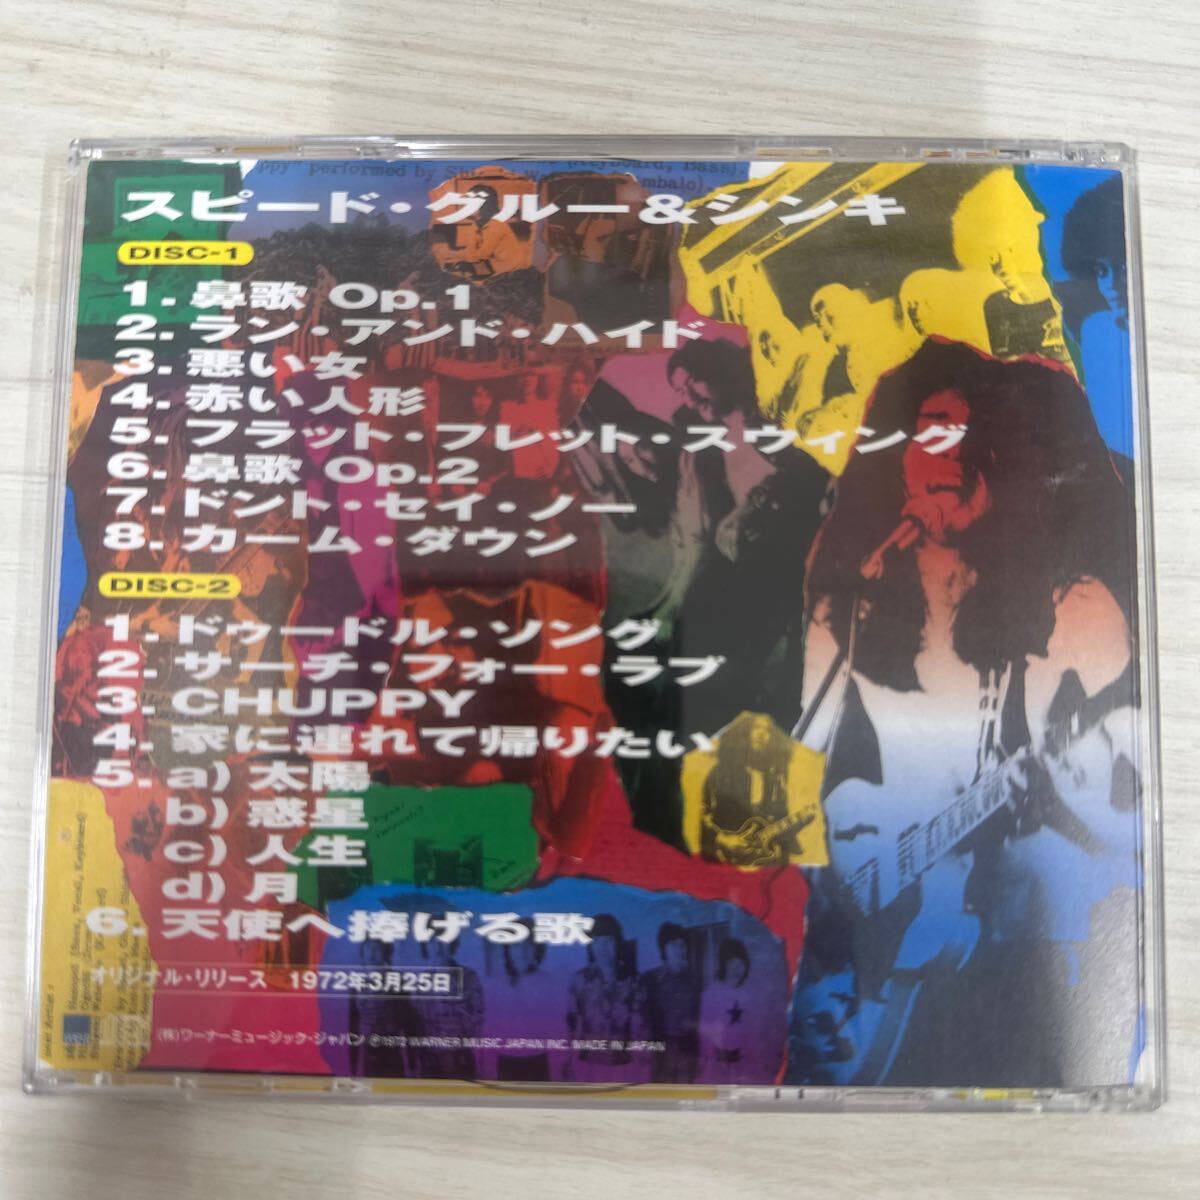 スピード・グルー&シンキ
DISC-1
1. 鼻歌 Op.1
2. ラン・アンド・ハイド
3. 悪い女
4. 赤い人形
5. フラット・フレット・スウィング
6. 鼻歌 Op.2
7. ドント・セイ・ノー
8. カーム・ダウン
DISC-2
1. ドゥードル・ソング
2. サーチ・フォー・ラブ
3. CHUPPY
4. 家に連れて帰りたい
5. a) 太陽
b) 惑星
c) 人生
d) 月
6. 天使へ捧げる歌
オリジナル・リリース 1972年3月25日
(株)ワーナーミュージック・ジャパン ℗1972 WARNER MUSIC JAPAN INC. MADE IN JAPAN